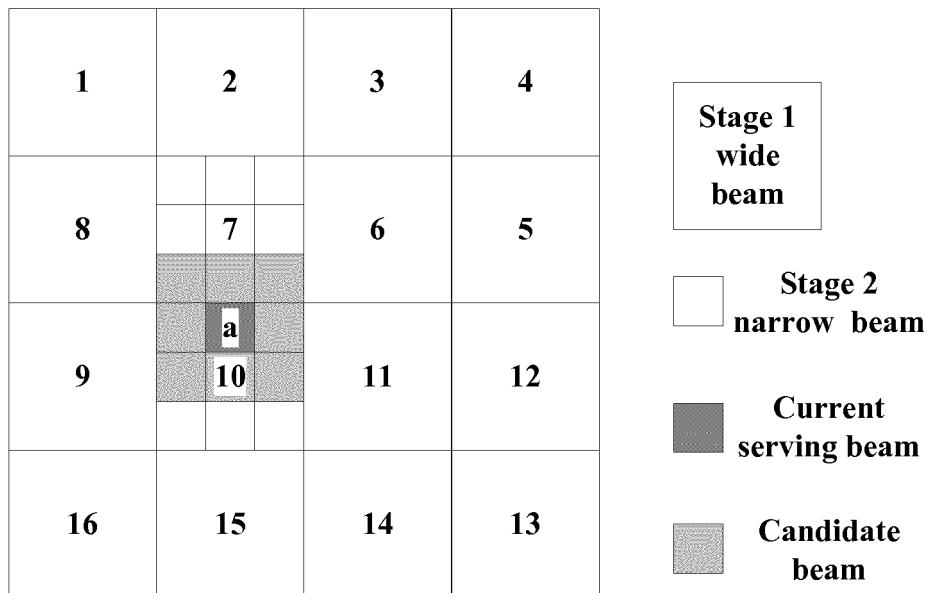 1 2 3 4
8 7 6 5
a
9 10 11 12
16 15 14 13
Stage 1
wide
beam
Stage 2
narrow beam
Current
serving beam
Candidate
beam